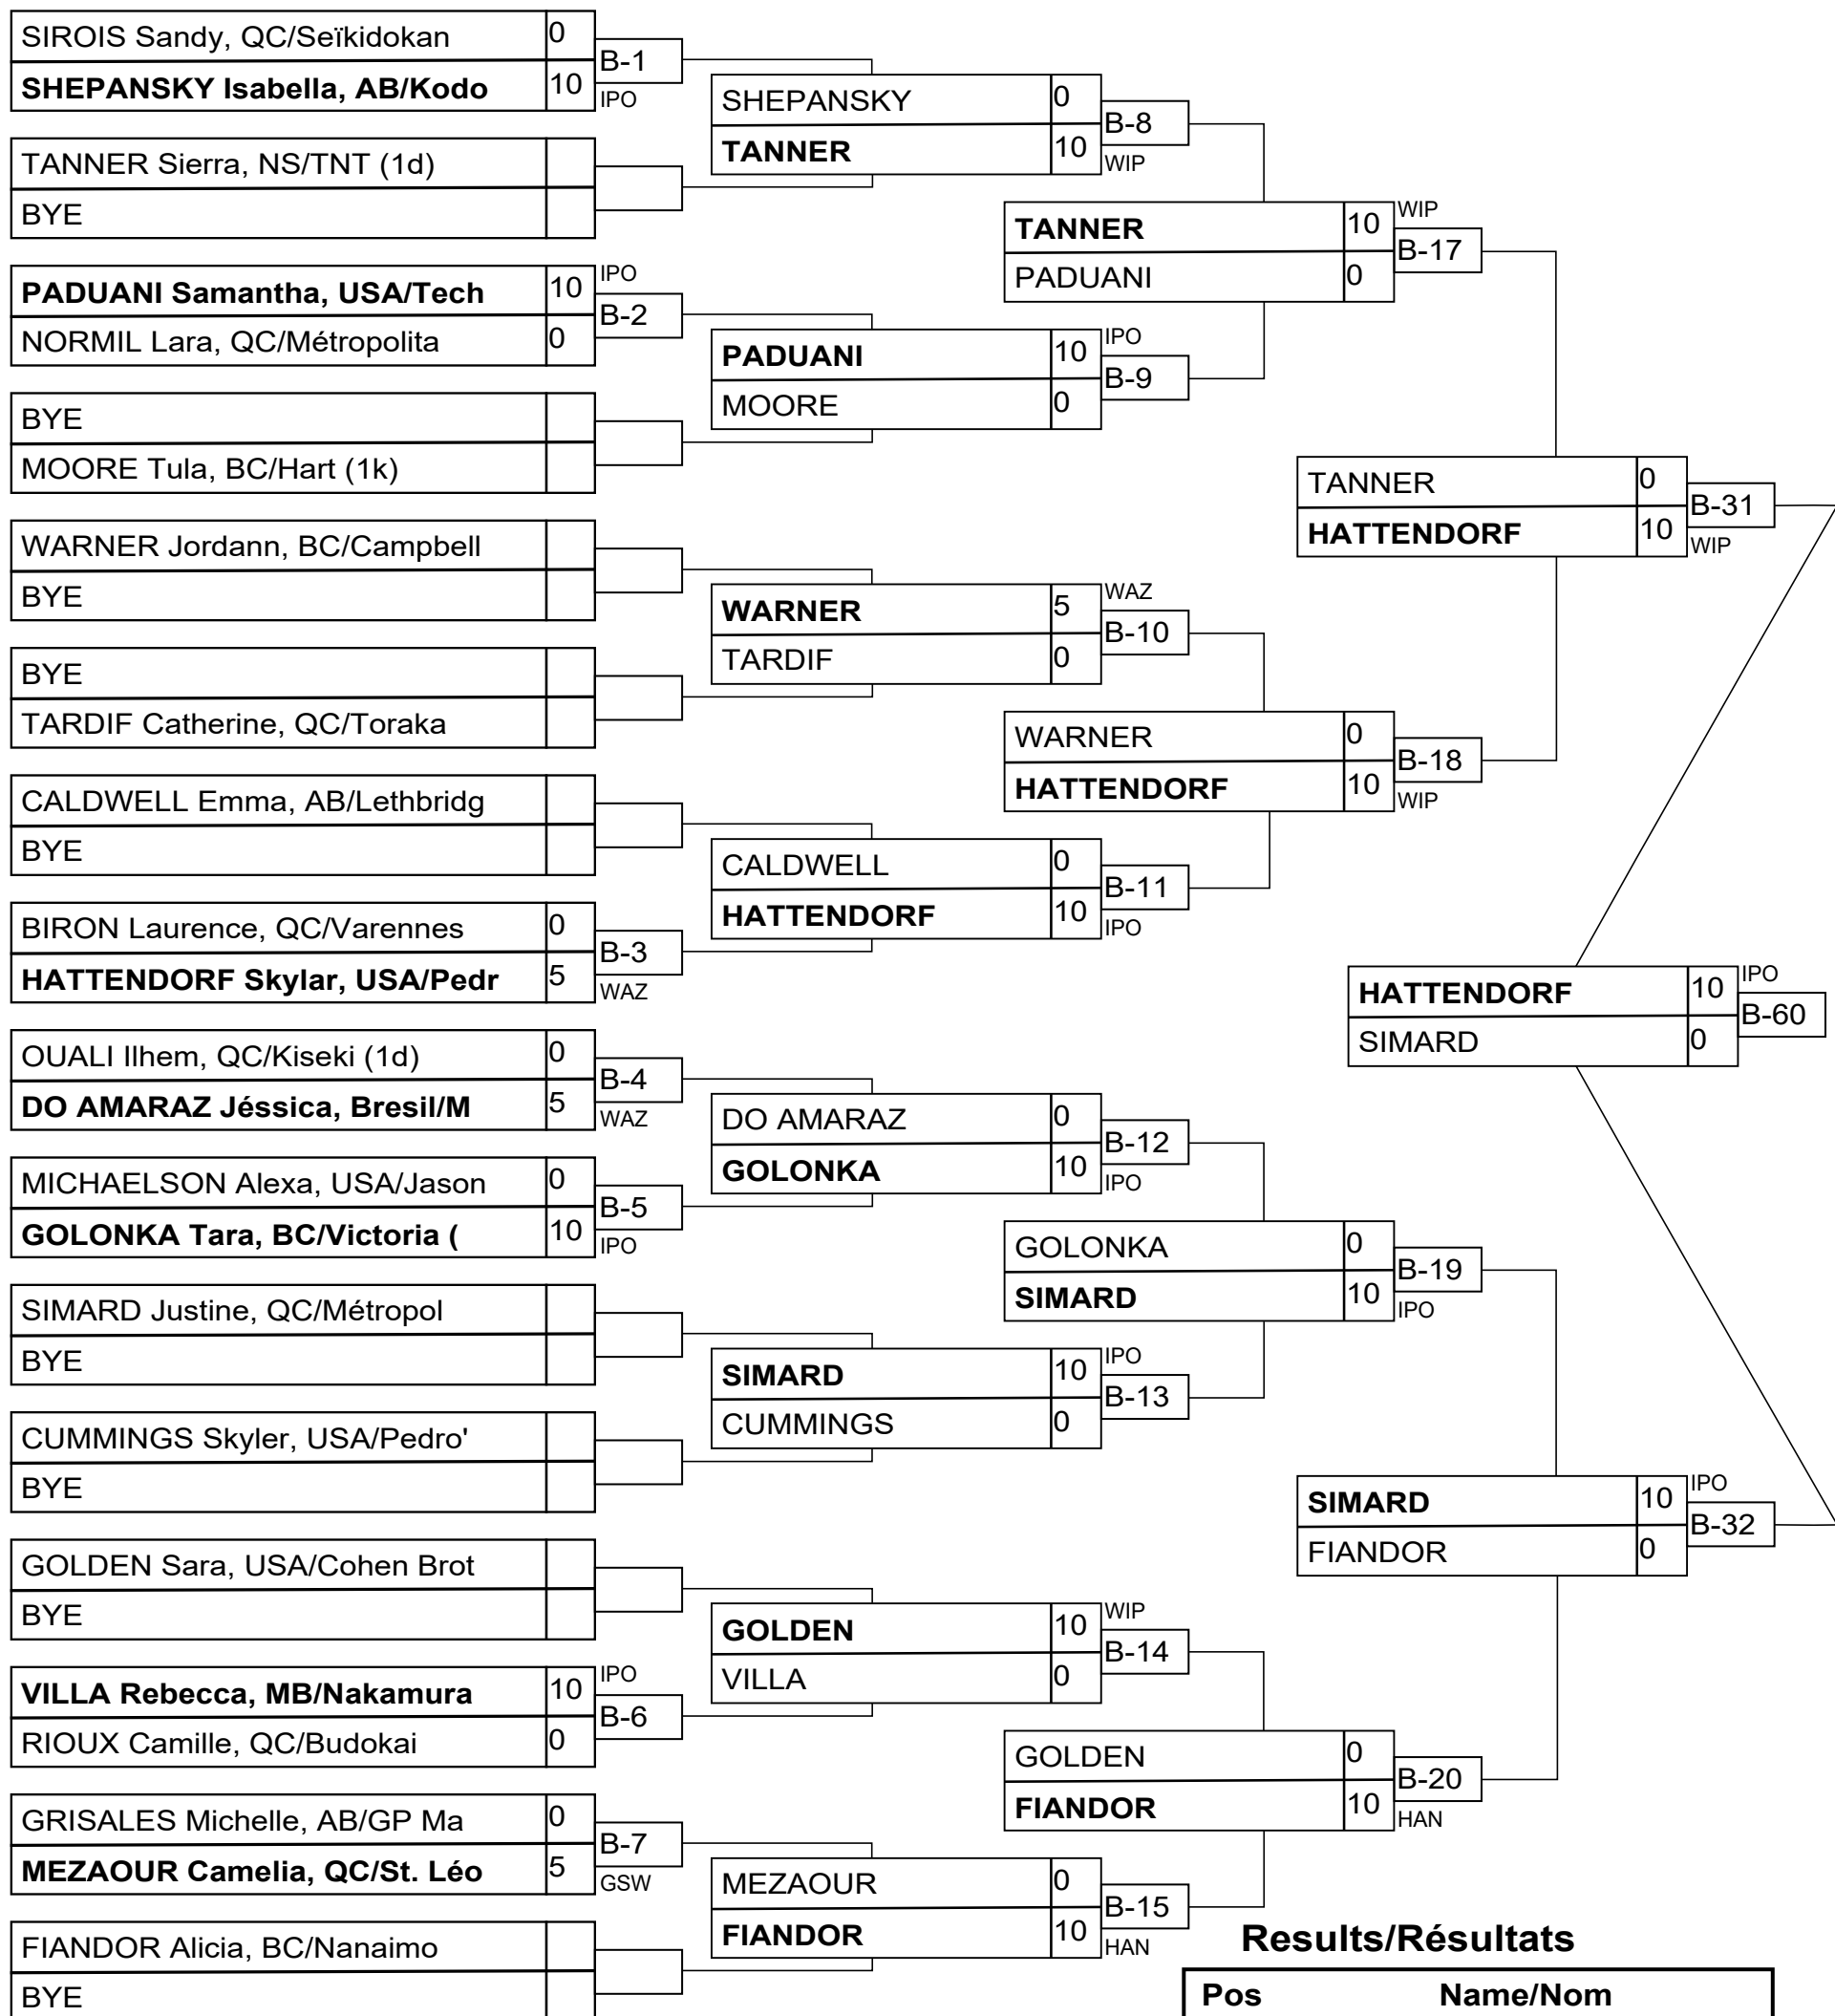 SIROIS Sandy, QC/Seïkidokan 0
B-1
SHEPANSKY Isabella, AB/Kodo 10
IPO
TANNER Sierra, NS/TNT (1d)
BYE
PADUANI Samantha, USA/Tech 10
IPO
B-2
NORMIL Lara, QC/Métropolita 0
BYE
MOORE Tula, BC/Hart (1k)
WARNER Jordann, BC/Campbell
BYE
BYE
TARDIF Catherine, QC/Toraka
CALDWELL Emma, AB/Lethbridg
BYE
BIRON Laurence, QC/Varennes 0
B-3
HATTENDORF Skylar, USA/Pedr 5
WAZ
OUALI Ilhem, QC/Kiseki (1d) 0
B-4
DO AMARAZ Jéssica, Bresil/M 5
WAZ
MICHAELSON Alexa, USA/Jason 0
B-5
GOLONKA Tara, BC/Victoria ( 10
IPO
SIMARD Justine, QC/Métropol
BYE
CUMMINGS Skyler, USA/Pedro'
BYE
GOLDEN Sara, USA/Cohen Brot
BYE
VILLA Rebecca, MB/Nakamura 10
IPO
B-6
RIOUX Camille, QC/Budokai 0
GRISALES Michelle, AB/GP Ma 0
B-7
MEZAOUR Camelia, QC/St. Léo 5
GSW
FIANDOR Alicia, BC/Nanaimo
BYE
SHEPANSKY 0
B-8
TANNER 10
WIP
PADUANI 10
IPO
B-9
MOORE 0
WARNER 5
WAZ
B-10
TARDIF 0
CALDWELL 0
B-11
HATTENDORF 10
IPO
DO AMARAZ 0
B-12
GOLONKA 10
IPO
SIMARD 10
IPO
B-13
CUMMINGS 0
GOLDEN 10
WIP
B-14
VILLA 0
MEZAOUR 0
B-15
FIANDOR 10
HAN
TANNER 10
WIP
B-17
PADUANI 0
WARNER 0
B-18
HATTENDORF 10
WIP
GOLONKA 0
B-19
SIMARD 10
IPO
GOLDEN 0
B-20
FIANDOR 10
HAN
TANNER 0
B-31
HATTENDORF 10
WIP
SIMARD 10
IPO
B-32
FIANDOR 0
HATTENDORF 10
IPO
B-60
SIMARD 0
Results/Résultats
Pos Name/Nom